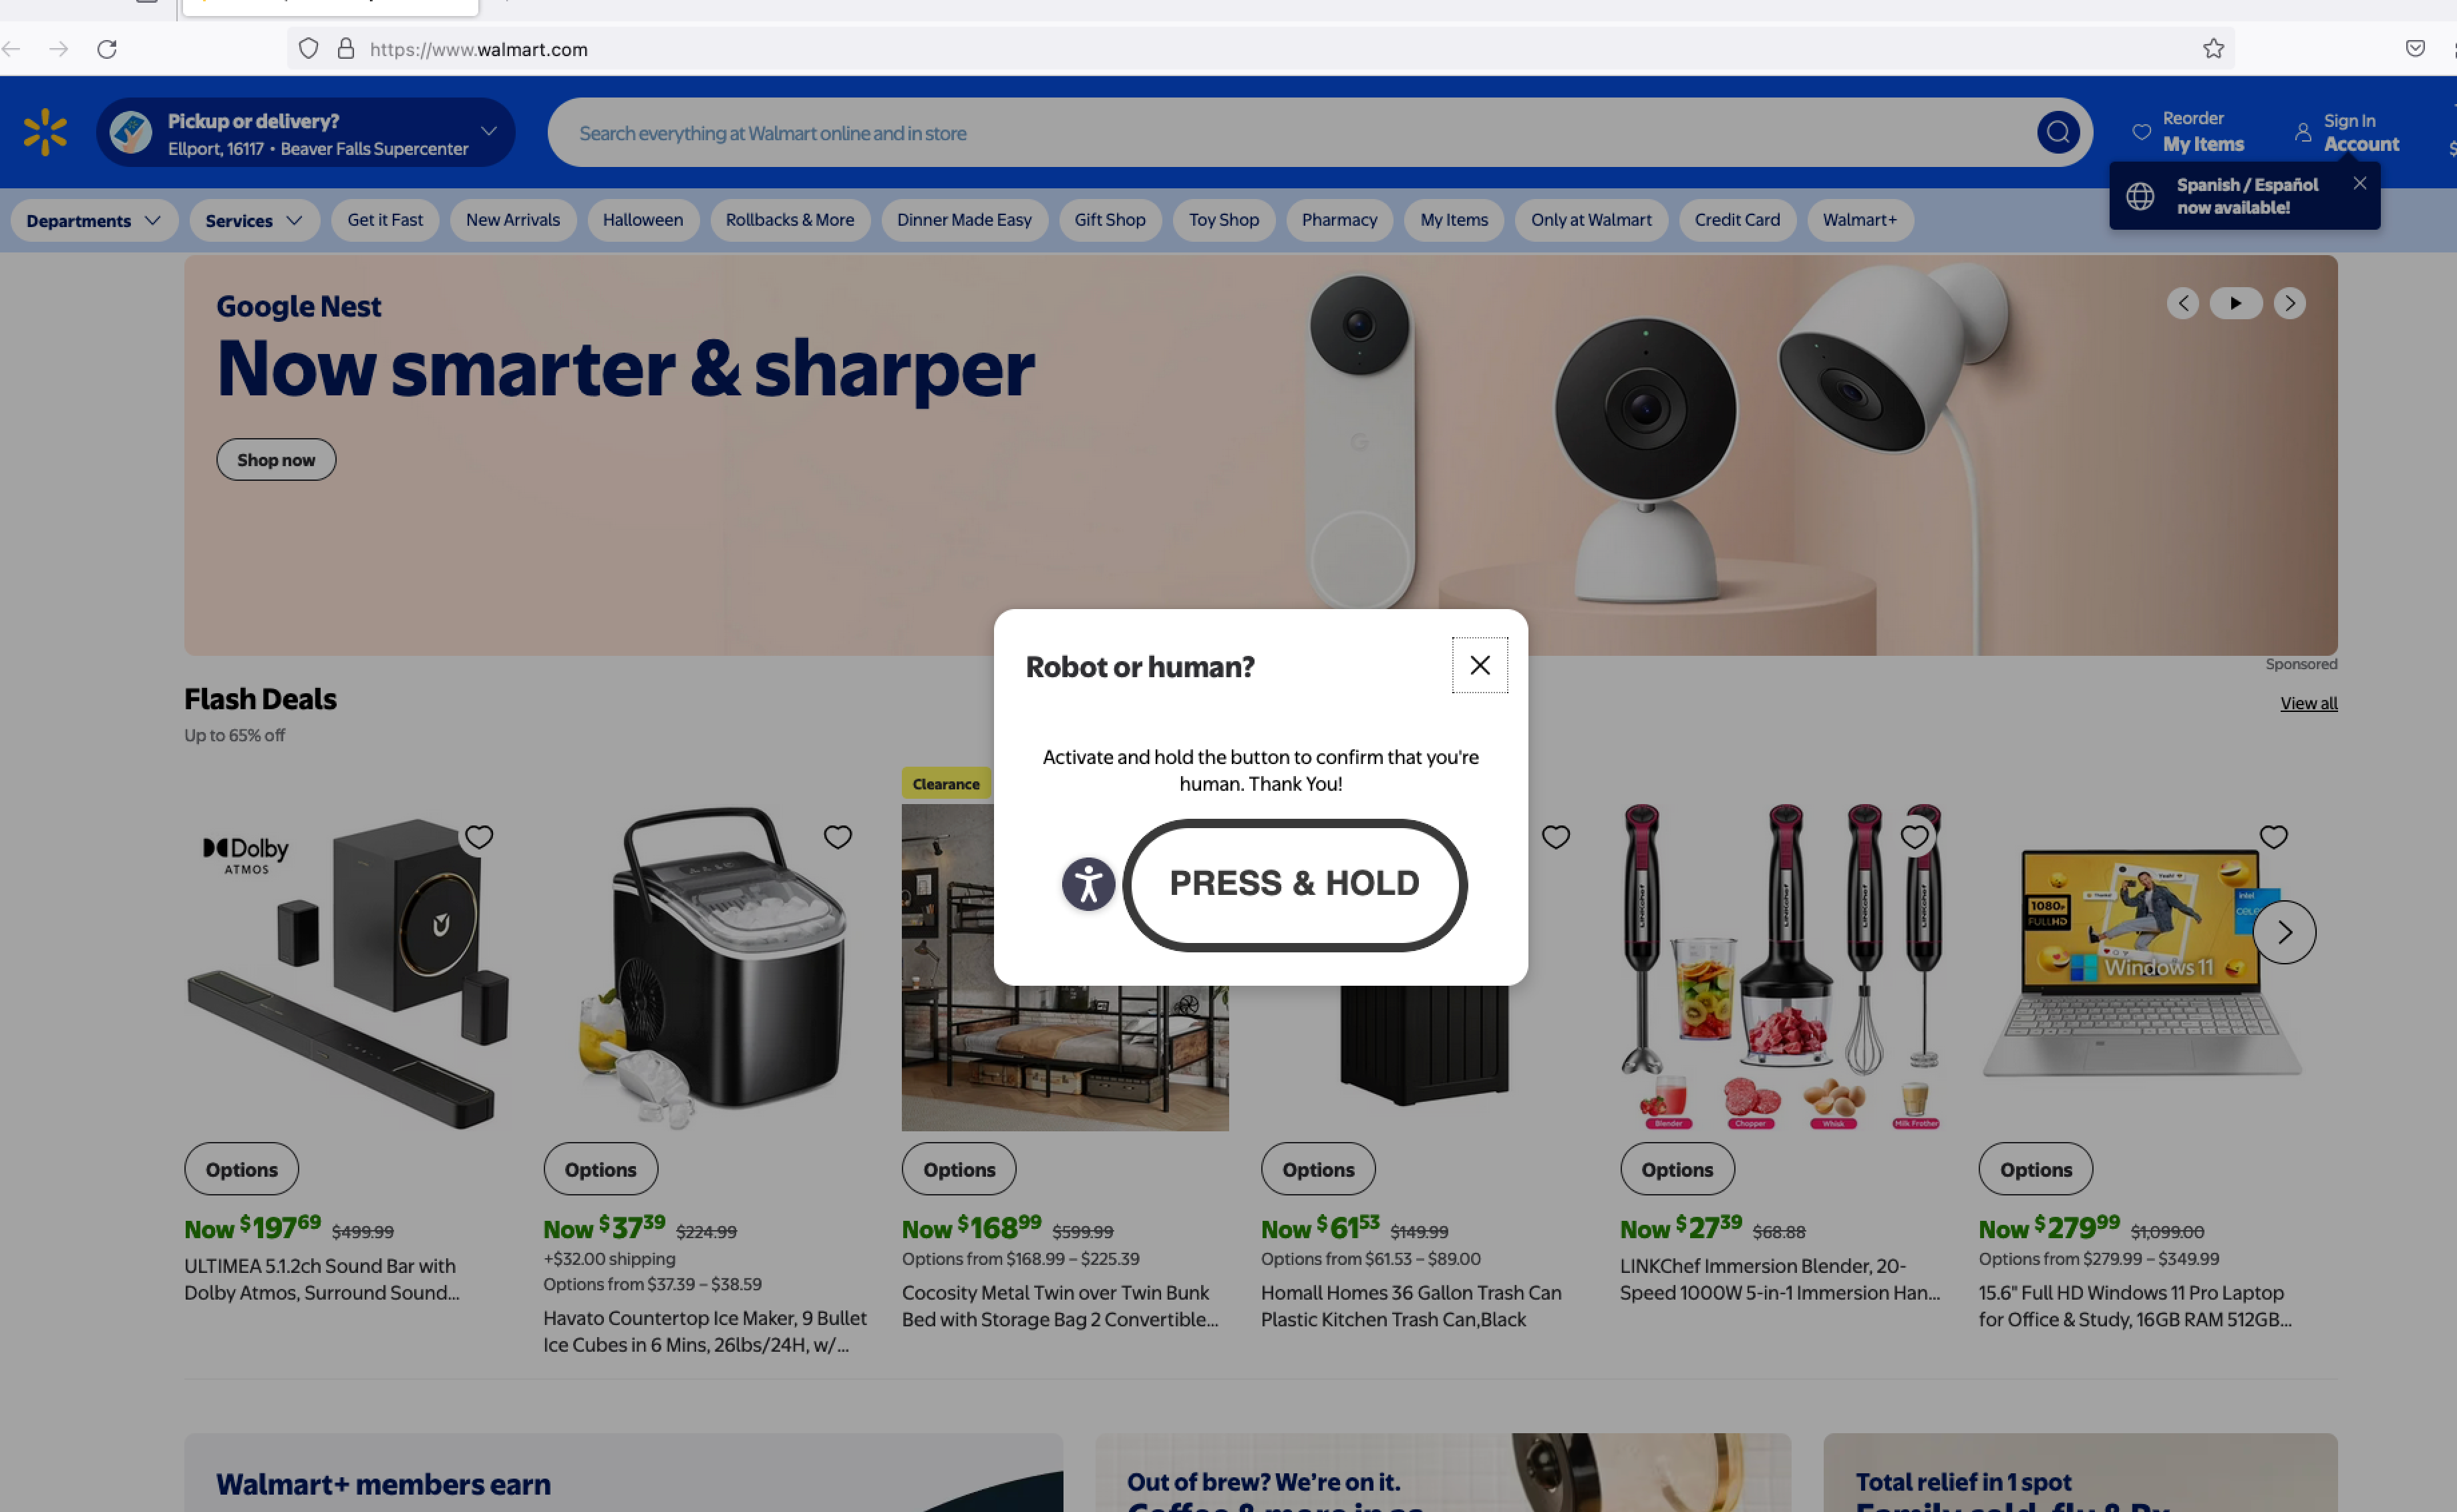 https://www.walmart.com
Pickup or delivery?
Ellport, 16117 • Beaver Falls Supercenter
Search everything at Walmart online and in store
Reorder
My Items
Sign In
Account
Spanish / Español
now available!
Departments
Services
Get it Fast
New Arrivals
Halloween
Rollbacks & More
Dinner Made Easy
Gift Shop
Toy Shop
Pharmacy
My Items
Only at Walmart
Credit Card
Walmart+
Google Nest
Now smarter & sharper
Shop now
G
Sponsored
Robot or human?
Activate and hold the button to confirm that you're
human. Thank You!
PRESS & HOLD
Flash Deals
Up to 65% off
View all
Dolby
ATMOS
Clearance
LINKChef
LINKChef
LINKChef
LINKChef
Blender
Chopper
Whisk
Milk Frother
1080P
FULL HD
intel
Windows 11
Options
Options
Options
Options
Options
Options
Now $197.69 $499.99
ULTIMEA 5.1.2ch Sound Bar with
Dolby Atmos, Surround Sound...
Now $37.39 $224.99
+$32.00 shipping
Options from $37.39 – $38.59
Havato Countertop Ice Maker, 9 Bullet
Ice Cubes in 6 Mins, 26lbs/24H, w/...
Now $168.99 $599.99
Options from $168.99 – $225.39
Cocosity Metal Twin over Twin Bunk
Bed with Storage Bag 2 Convertible...
Now $61.53 $149.99
Options from $61.53 – $89.00
Homall Homes 36 Gallon Trash Can
Plastic Kitchen Trash Can,Black
Now $27.39 $68.88
LINKChef Immersion Blender, 20-
Speed 1000W 5-in-1 Immersion Han...
Now $279.99 $1,099.00
Options from $279.99 – $349.99
15.6" Full HD Windows 11 Pro Laptop
for Office & Study, 16GB RAM 512GB...
Walmart+ members earn
Out of brew? We're on it.
Total relief in 1 spot